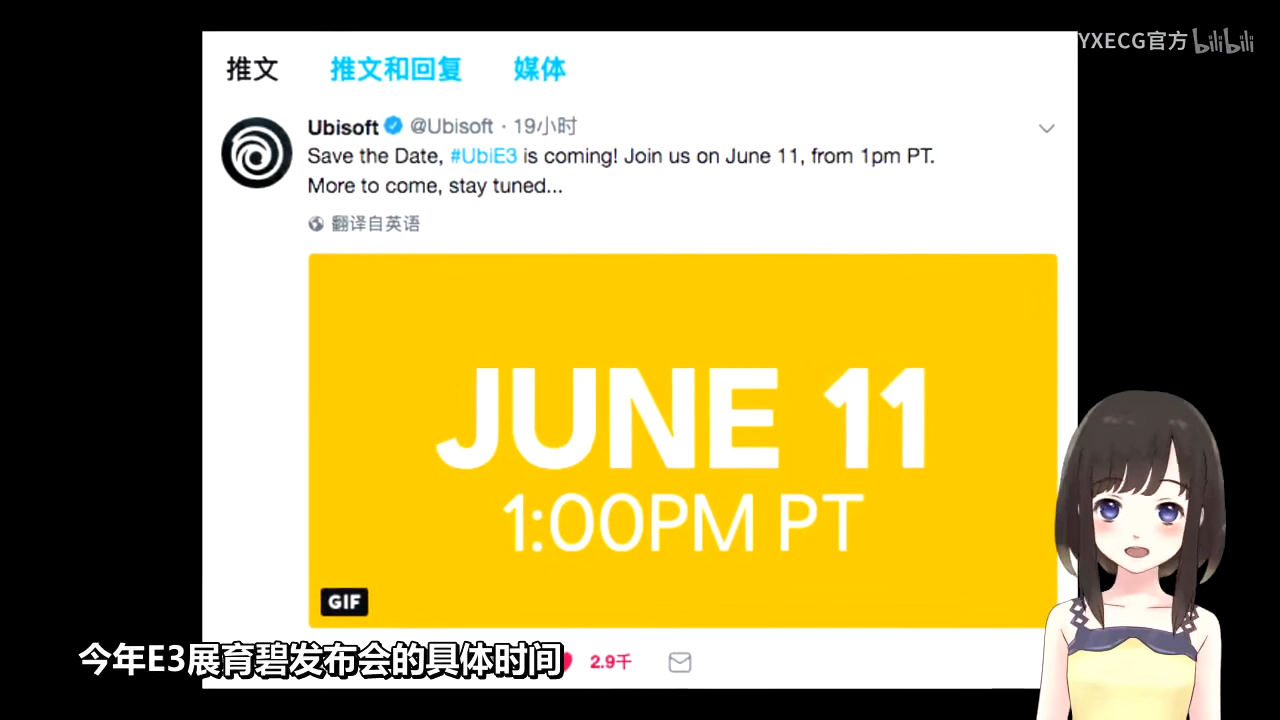 YXECG官方 bilibili
推文 推文和回复 媒体
Ubisoft @Ubisoft · 19小时
Save the Date, #UbiE3 is coming! Join us on June 11, from 1pm PT.
More to come, stay tuned...
翻译自英语
JUNE 11
1:00PM PT
GIF
今年E3展育碧发布会的具体时间
2.9千